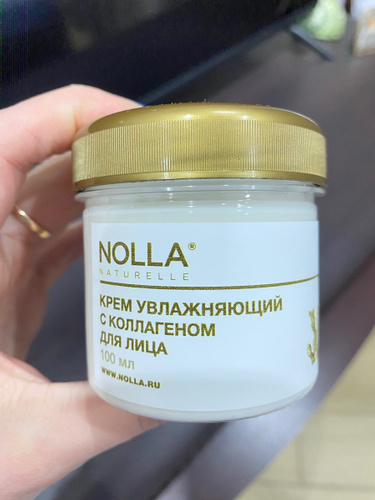 NOLLA®
NATURELLE
КРЕМ УВЛАЖНЯЮЩИЙ
С КОЛЛАГЕНОМ
ДЛЯ ЛИЦА
100 МЛ
WWW.NOLLA.RU